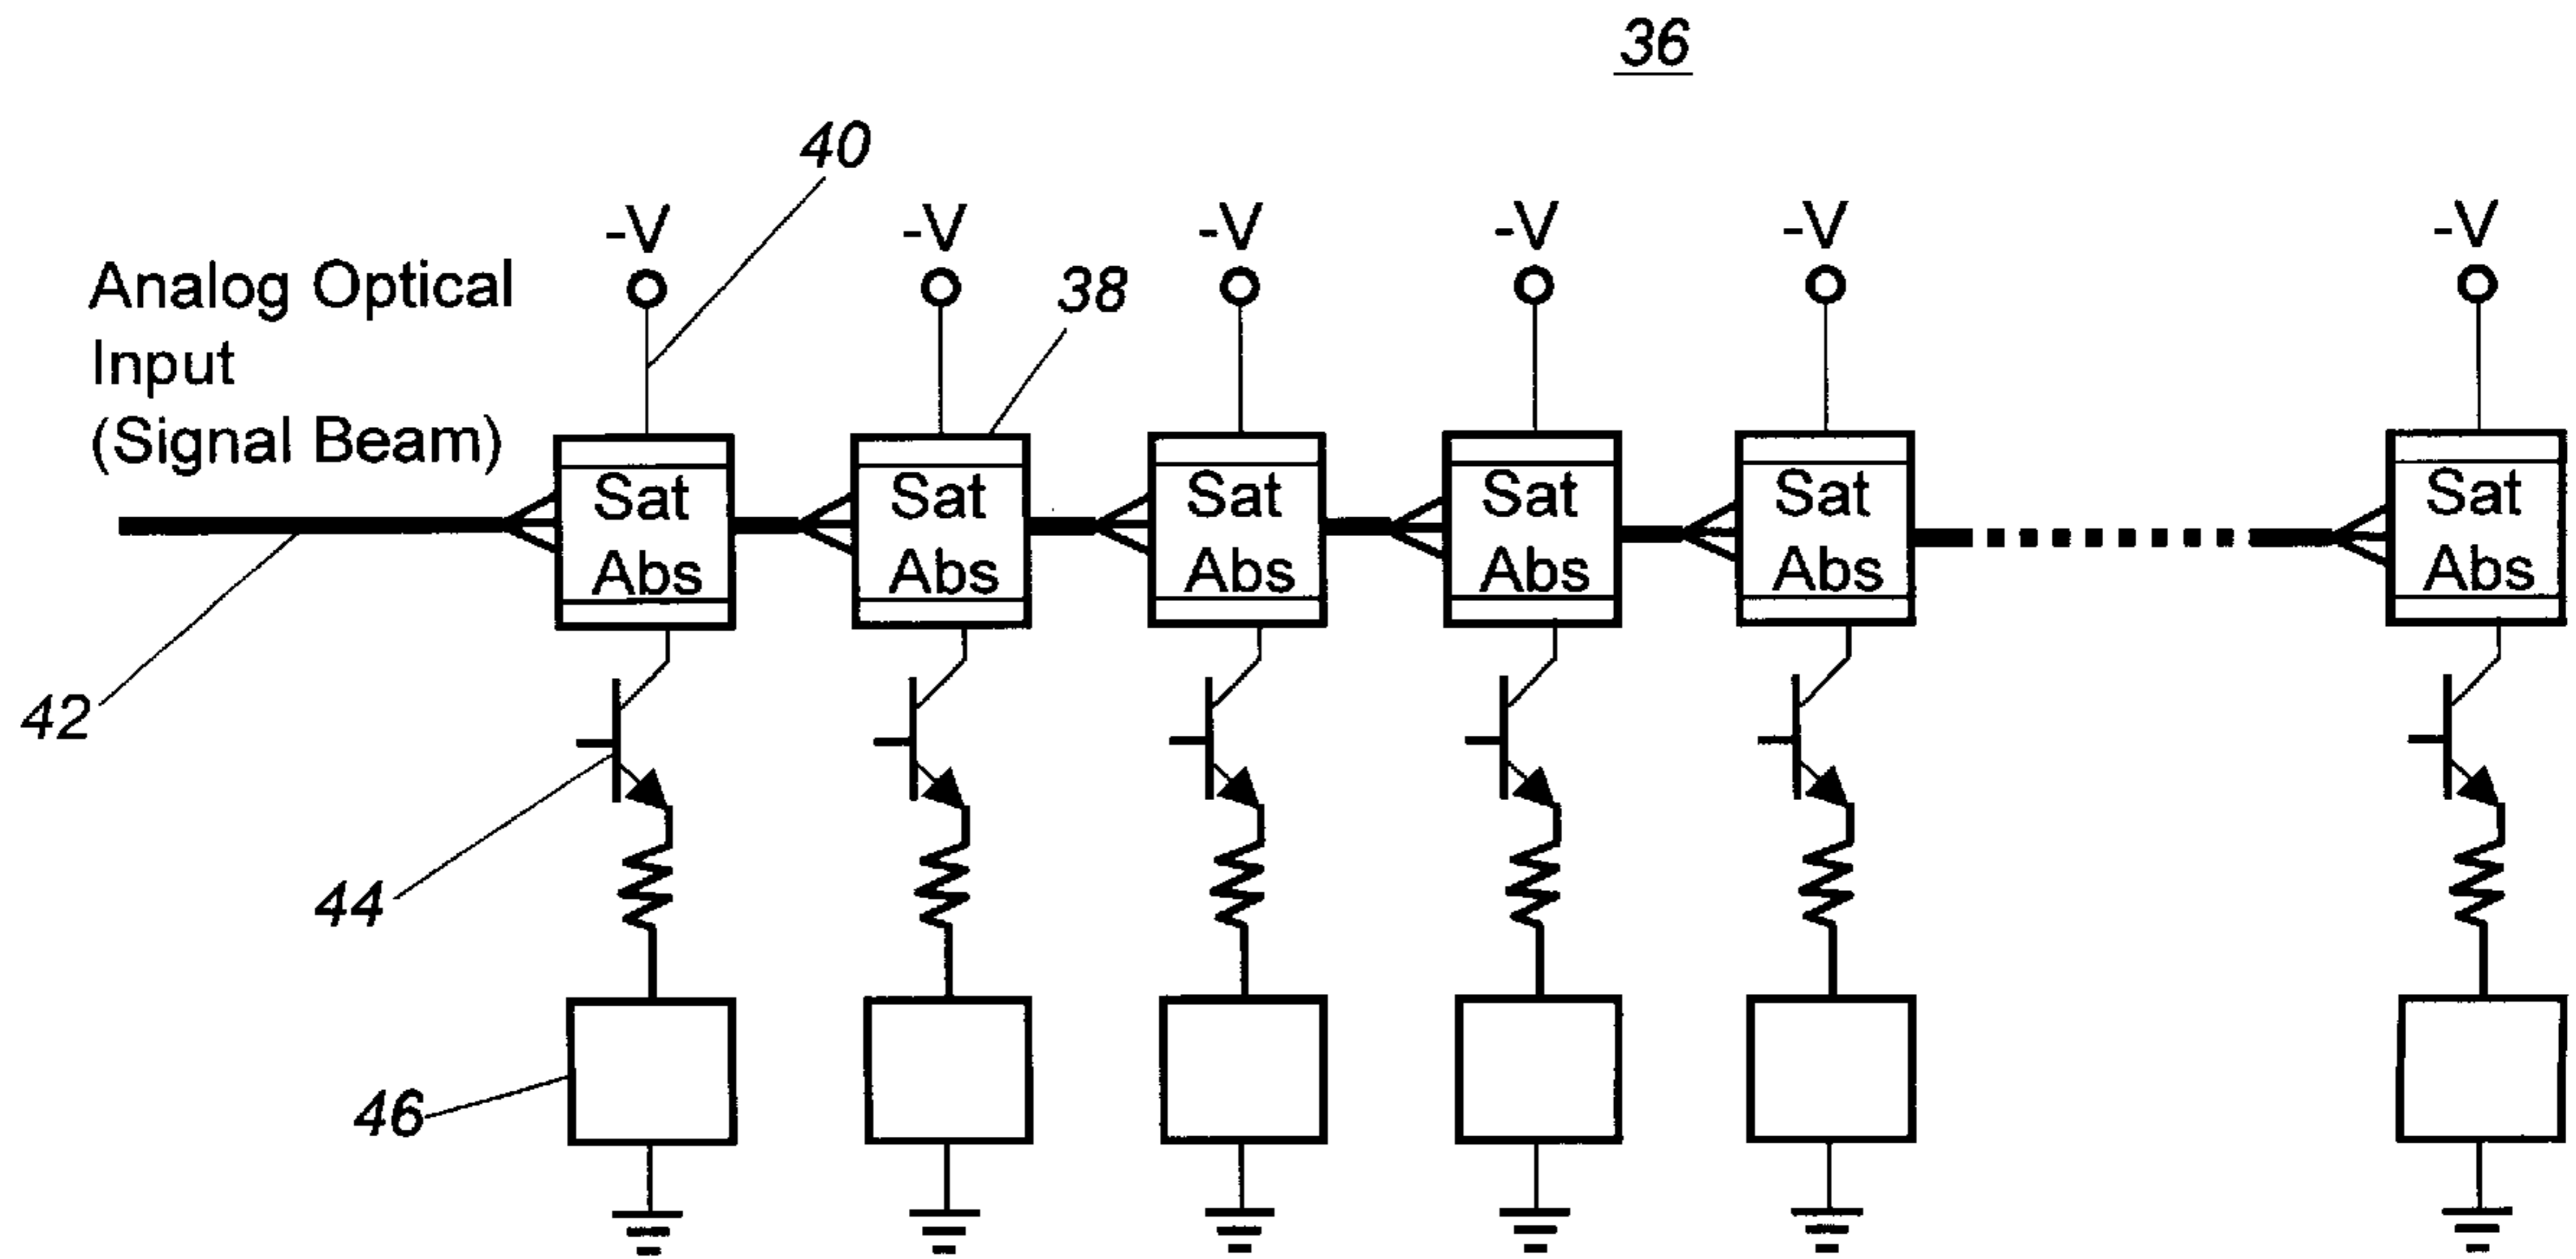 36
40
-V -V -V -V -V -V
Analog Optical
Input
(Signal Beam)
38
Sat Sat Sat Sat Sat Sat
Abs Abs Abs Abs Abs Abs
42
44
46